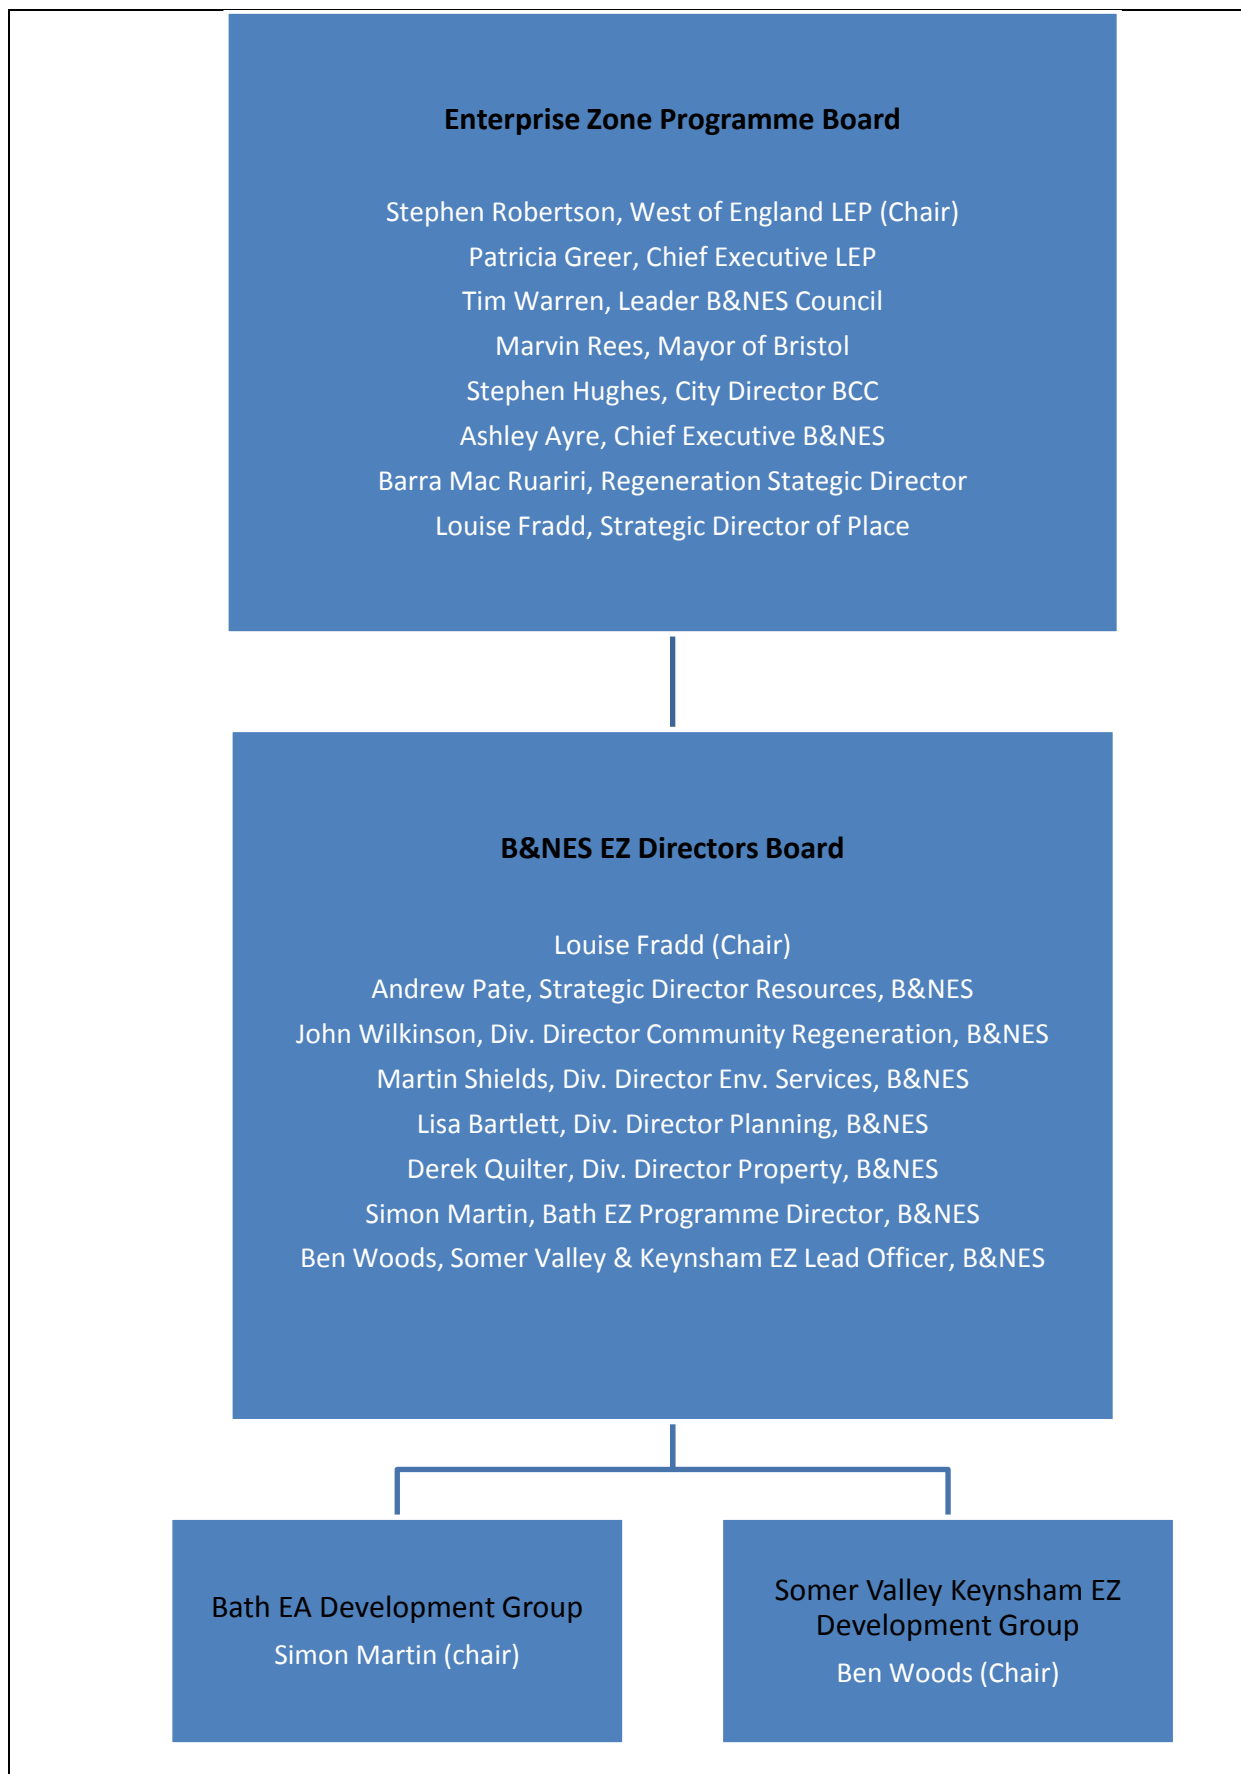 Enterprise Zone Programme Board
Stephen Robertson, West of England LEP (Chair)
Patricia Greer, Chief Executive LEP
Tim Warren, Leader B&NES Council
Marvin Rees, Mayor of Bristol
Stephen Hughes, City Director BCC
Ashley Ayre, Chief Executive B&NES
Barra Mac Ruariri, Regeneration Stategic Director
Louise Fradd, Strategic Director of Place
B&NES EZ Directors Board
Louise Fradd (Chair)
Andrew Pate, Strategic Director Resources, B&NES
John Wilkinson, Div. Director Community Regeneration, B&NES
Martin Shields, Div. Director Env. Services, B&NES
Lisa Bartlett, Div. Director Planning, B&NES
Derek Quilter, Div. Director Property, B&NES
Simon Martin, Bath EZ Programme Director, B&NES
Ben Woods, Somer Valley & Keynsham EZ Lead Officer, B&NES
Bath EA Development Group
Simon Martin (chair)
Somer Valley Keynsham EZ
Development Group
Ben Woods (Chair)